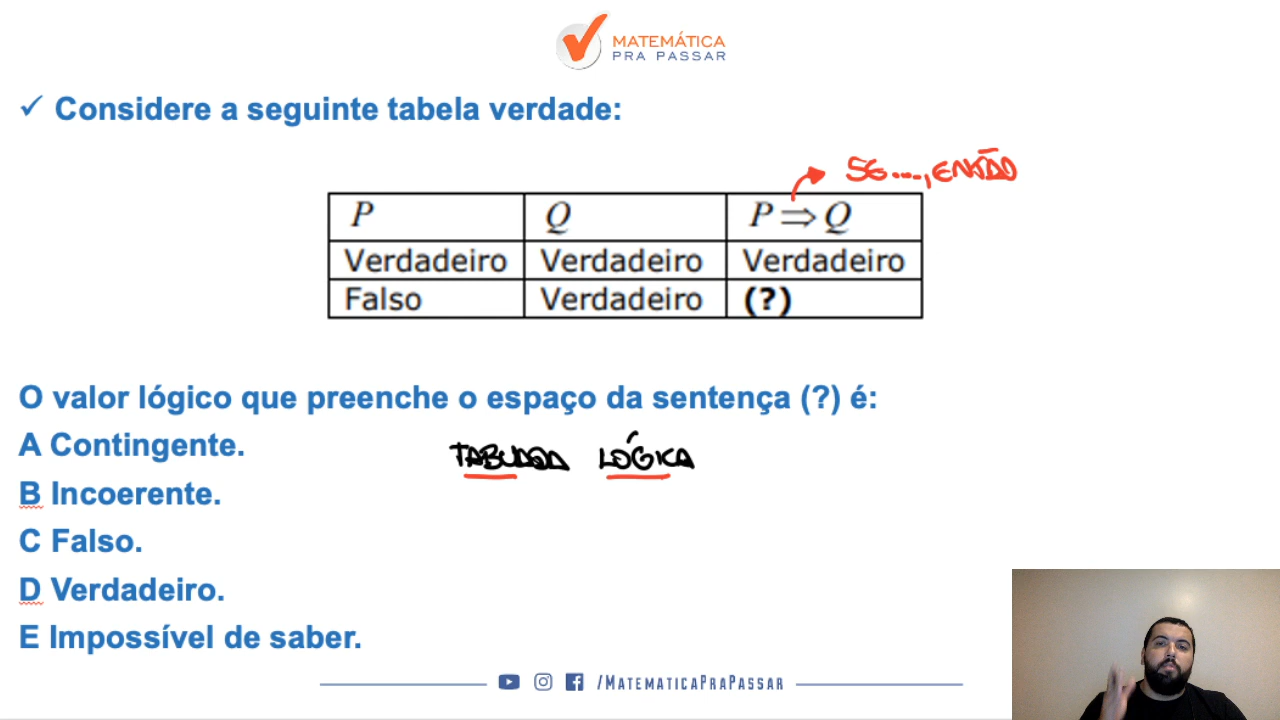 MATEMÁTICA
PRA PASSAR
✓ Considere a seguinte tabela verdade:
SE ...., ENTÃO
P Q P ⇒ Q
Verdadeiro Verdadeiro Verdadeiro
Falso Verdadeiro (?)
O valor lógico que preenche o espaço da sentença (?) é:
A Contingente.
TABUADA LÓGICA
B Incoerente.
C Falso.
D Verdadeiro.
E Impossível de saber.
/MATEMATICAPRAPASSAR